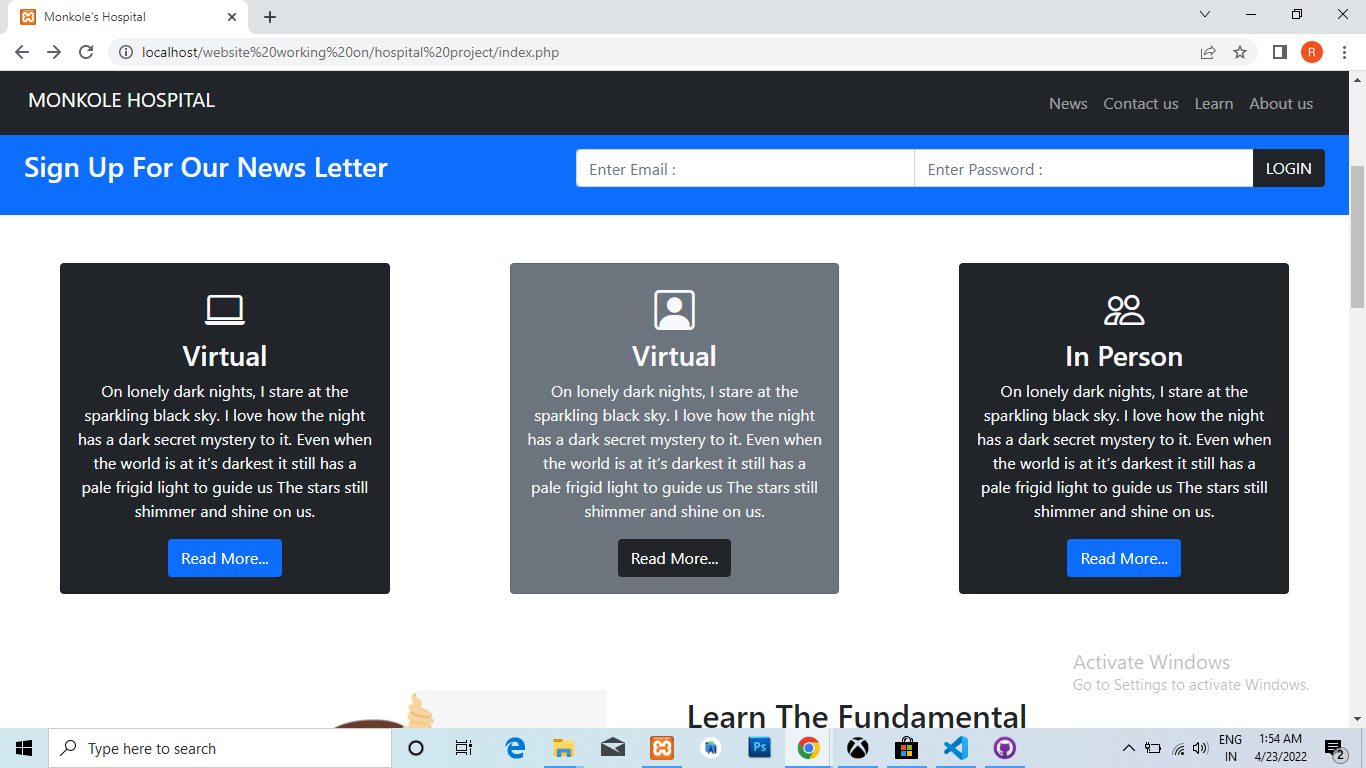 Monkole's Hospital
localhost/website%20working%20on/hospital%20project/index.php
R
MONKOLE HOSPITAL
News Contact us Learn About us
Sign Up For Our News Letter
Enter Email : Enter Password : LOGIN
Virtual
On lonely dark nights, I stare at the
sparkling black sky. I love how the night
has a dark secret mystery to it. Even when
the world is at it’s darkest it still has a
pale frigid light to guide us The stars still
shimmer and shine on us.
Read More...
Virtual
On lonely dark nights, I stare at the
sparkling black sky. I love how the night
has a dark secret mystery to it. Even when
the world is at it’s darkest it still has a
pale frigid light to guide us The stars still
shimmer and shine on us.
Read More...
In Person
On lonely dark nights, I stare at the
sparkling black sky. I love how the night
has a dark secret mystery to it. Even when
the world is at it’s darkest it still has a
pale frigid light to guide us The stars still
shimmer and shine on us.
Read More...
Activate Windows
Go to Settings to activate Windows.
Learn The Fundamental
Type here to search
Ps
ENG
IN
1:54 AM
4/23/2022
2